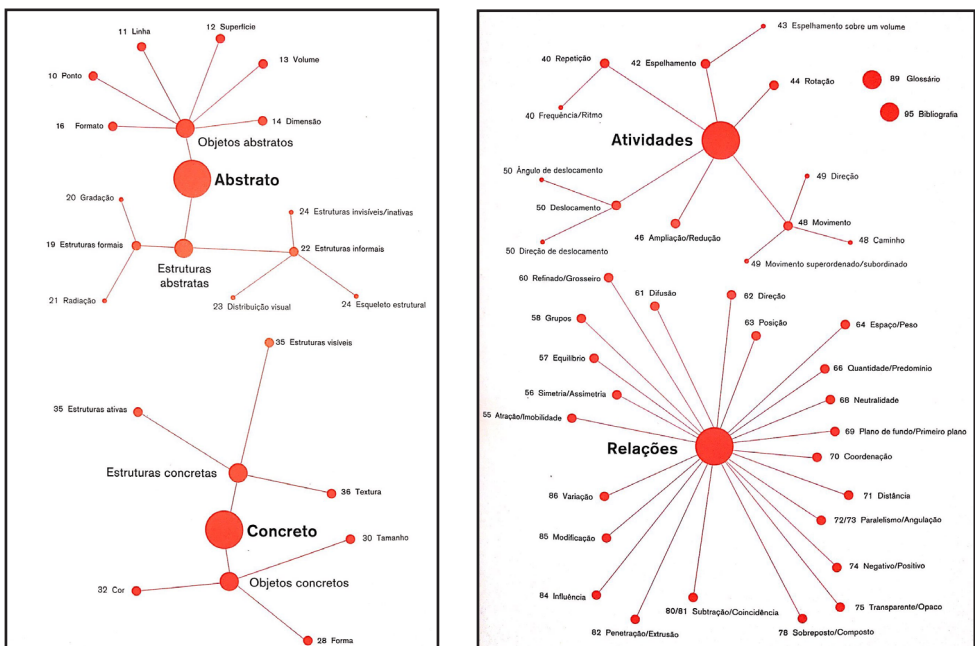 12 Superfície
11 Linha
13 Volume
10 Ponto
14 Dimensão
16 Formato
Objetos abstratos
Abstrato
20 Gradação
24 Estruturas invisíveis/inativas
19 Estruturas formais
22 Estruturas informais
Estruturas
abstratas
21 Radiação
23 Distribuição visual
24 Esqueleto estrutural
35 Estruturas visíveis
35 Estruturas ativas
Estruturas concretas
36 Textura
Concreto
30 Tamanho
Objetos concretos
32 Cor
28 Forma
43 Espelhamento sobre um volume
40 Repetição
42 Espelhamento
44 Rotação
89 Glossário
95 Bibliografia
40 Frequência/Ritmo
Atividades
50 Ângulo de deslocamento
49 Direção
50 Deslocamento
48 Movimento
46 Ampliação/Redução
48 Caminho
50 Direção de deslocamento
49 Movimento superordenado/subordinado
60 Refinado/Grosseiro
61 Difusão
62 Direção
58 Grupos
63 Posição
64 Espaço/Peso
57 Equilíbrio
66 Quantidade/Predomínio
56 Simetria/Assimetria
68 Neutralidade
55 Atração/Imobilidade
69 Plano de fundo/Primeiro plano
Relações
70 Coordenação
86 Variação
71 Distância
72/73 Paralelismo/Angulação
85 Modificação
74 Negativo/Positivo
84 Influência
80/81 Subtração/Coincidência
75 Transparente/Opaco
82 Penetração/Extrusão
78 Sobreposto/Composto